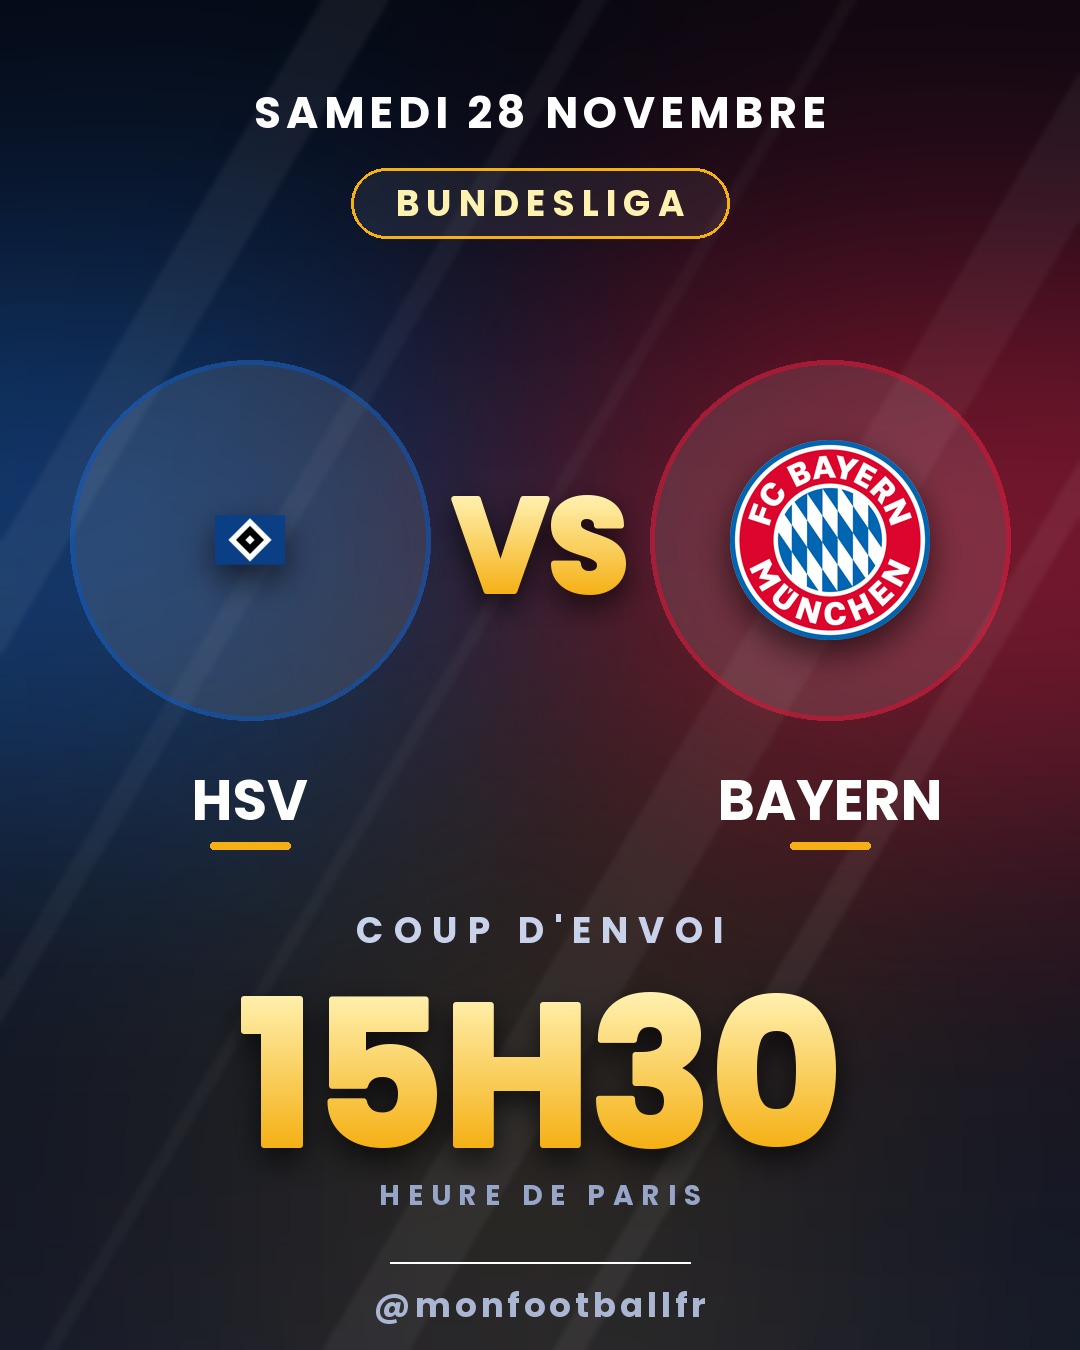 SAMEDI 28 NOVEMBRE
BUNDESLIGA
VS
FC BAYERN
MÜNCHEN
HSV
BAYERN
COUP D'ENVOI
15H30
HEURE DE PARIS
@monfootballfr